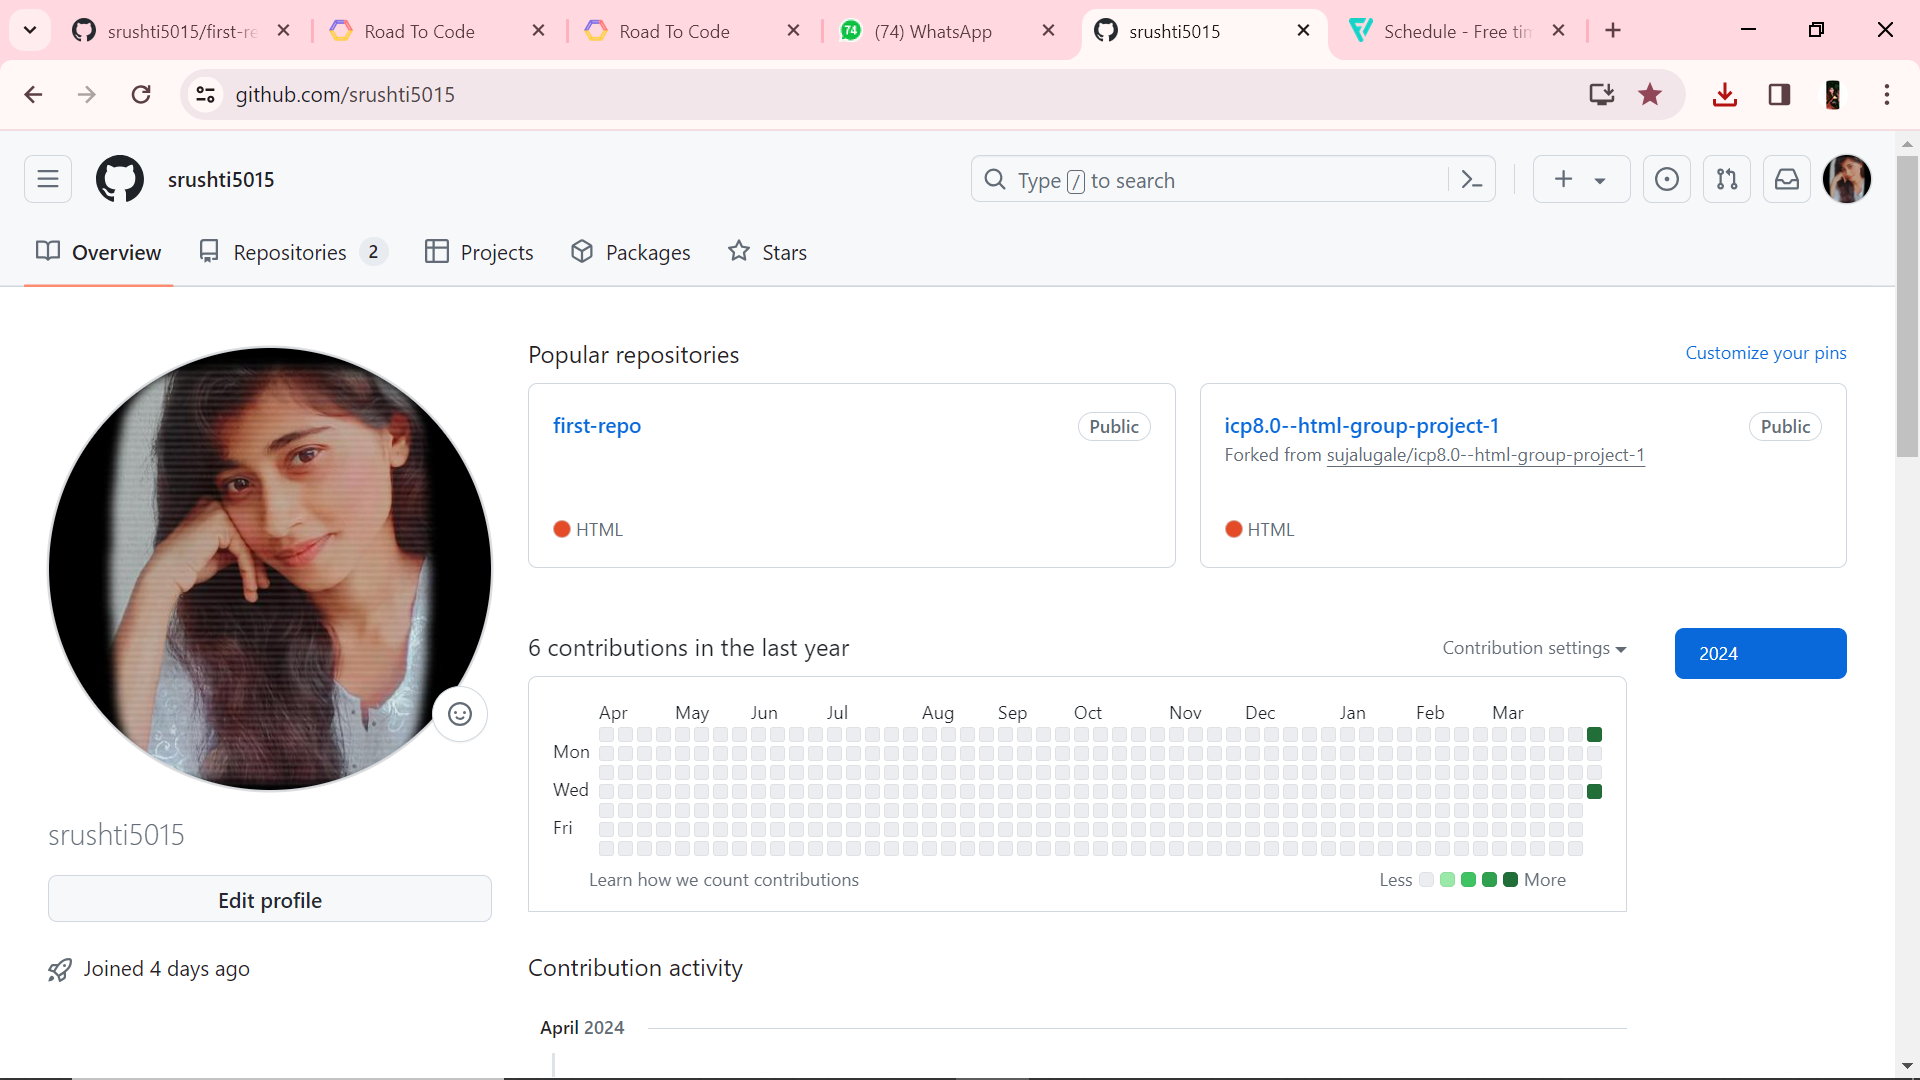 srushti5015/first-re
Road To Code
Road To Code
74
(74) WhatsApp
srushti5015
Schedule - Free tim
github.com/srushti5015
srushti5015
Type / to search
Overview
Repositories 2
Projects
Packages
Stars
Popular repositories
Customize your pins
first-repo
Public
HTML
icp8.0--html-group-project-1
Public
Forked from sujalugale/icp8.0--html-group-project-1
HTML
srushti5015
Edit profile
Joined 4 days ago
6 contributions in the last year
Contribution settings
2024
Apr May Jun Jul Aug Sep Oct Nov Dec Jan Feb Mar
Mon
Wed
Fri
Learn how we count contributions
Less More
Contribution activity
April 2024